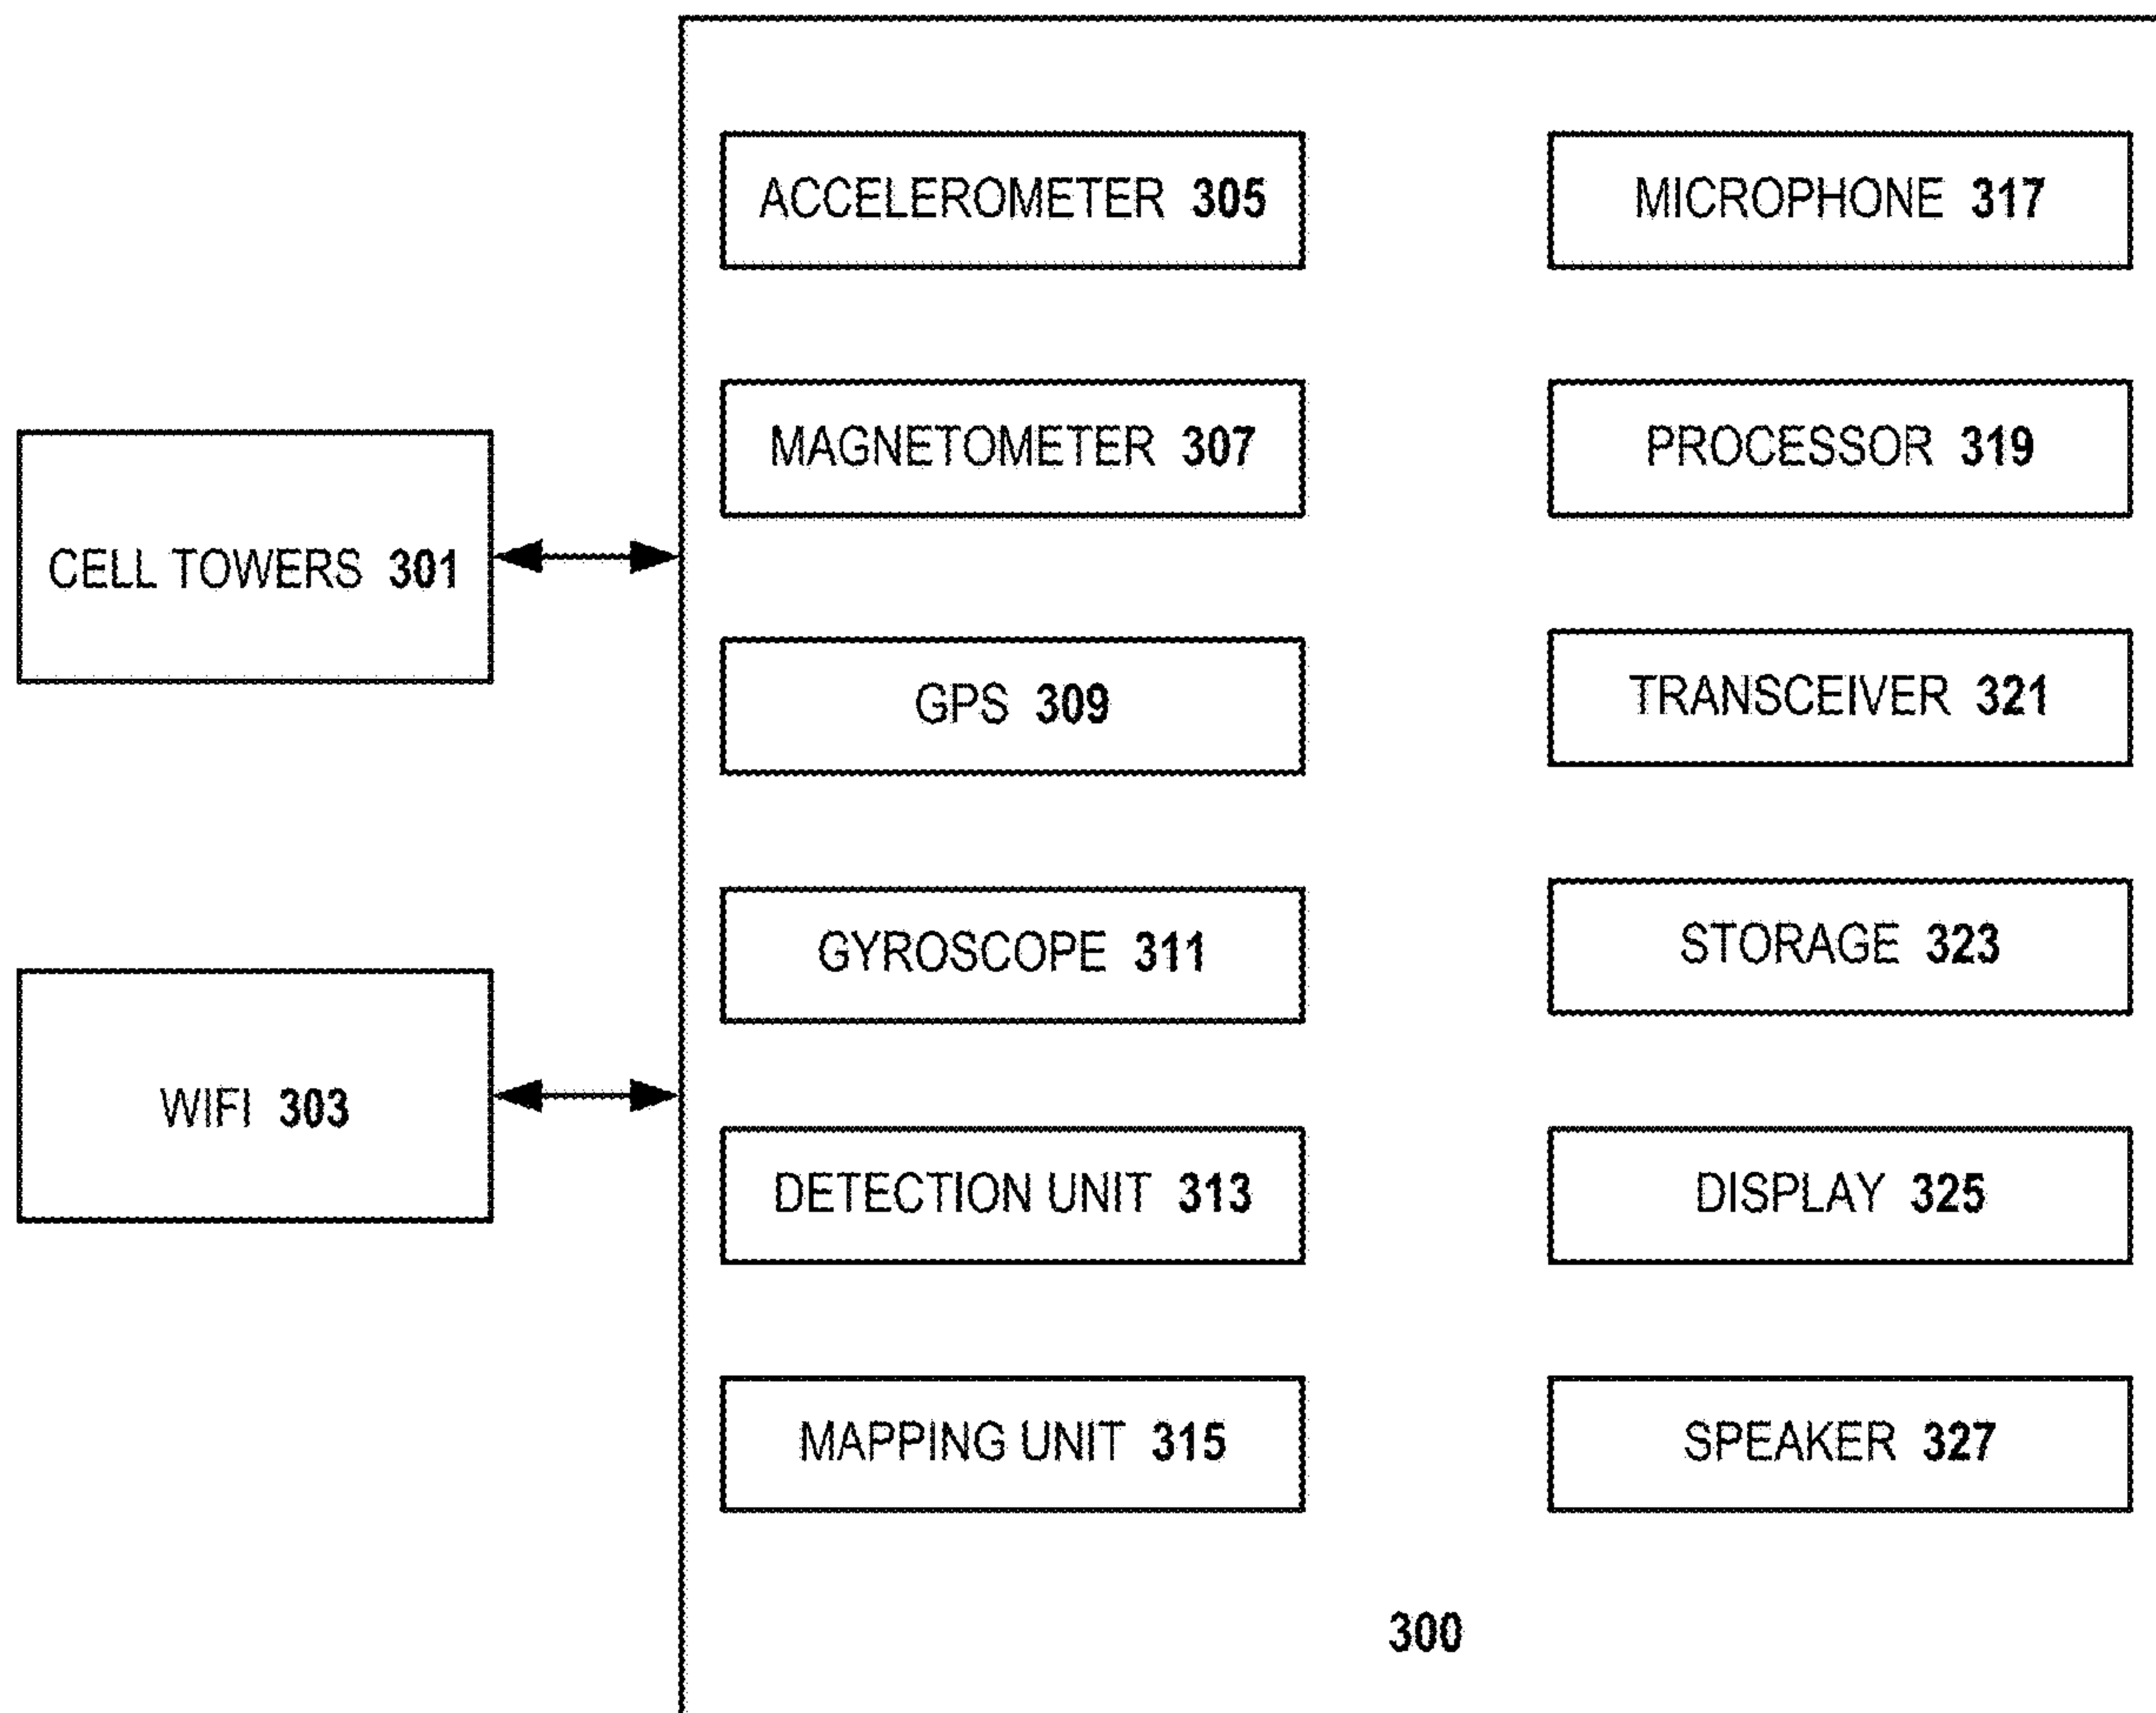 ACCELEROMETER 305
MICROPHONE 317
MAGNETOMETER 307
PROCESSOR 319
CELL TOWERS 301
GPS 309
TRANSCEIVER 321
GYROSCOPE 311
STORAGE 323
WIFI 303
DETECTION UNIT 313
DISPLAY 325
MAPPING UNIT 315
SPEAKER 327
300